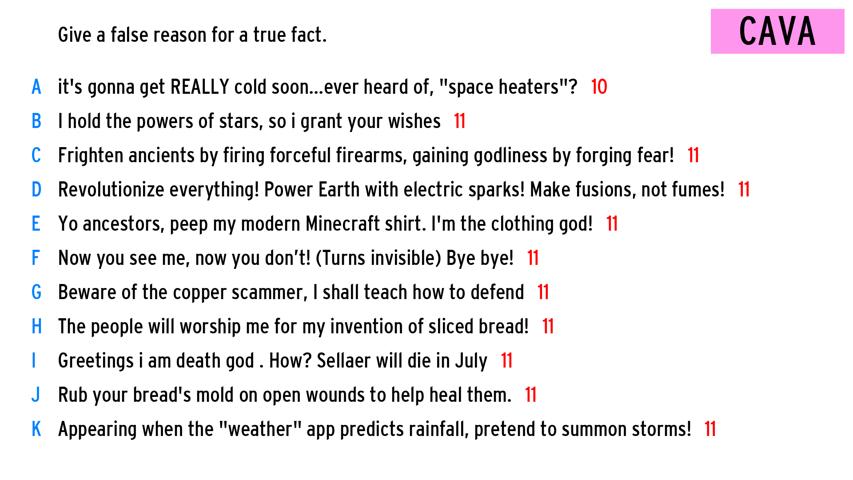 Give a false reason for a true fact.
CAVA
A it's gonna get REALLY cold soon...ever heard of, "space heaters"? 10
B I hold the powers of stars, so i grant your wishes 11
C Frighten ancients by firing forceful firearms, gaining godliness by forging fear! 11
D Revolutionize everything! Power Earth with electric sparks! Make fusions, not fumes! 11
E Yo ancestors, peep my modern Minecraft shirt. I'm the clothing god! 11
F Now you see me, now you don’t! (Turns invisible) Bye bye! 11
G Beware of the copper scammer, I shall teach how to defend 11
H The people will worship me for my invention of sliced bread! 11
I Greetings i am death god . How? Sellaer will die in July 11
J Rub your bread's mold on open wounds to help heal them. 11
K Appearing when the "weather" app predicts rainfall, pretend to summon storms! 11